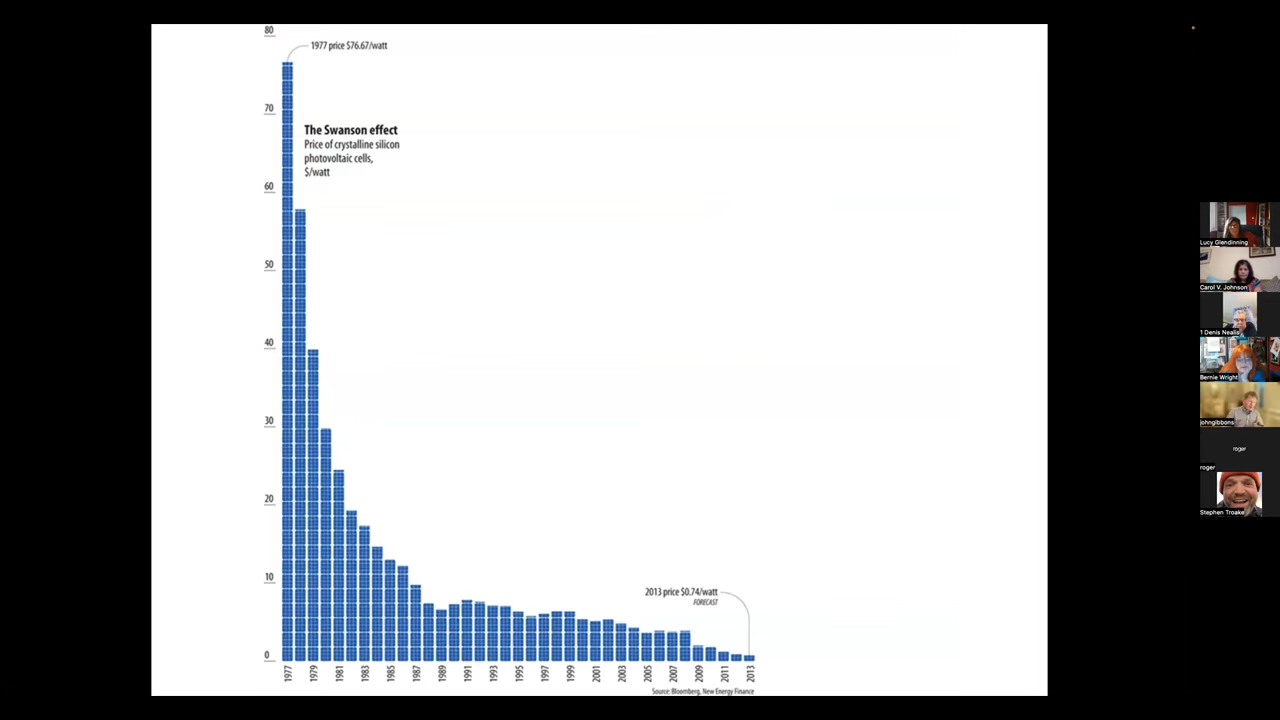 80
1977 price $76.67/watt
70
The Swanson effect
Price of crystalline silicon
photovoltaic cells,
$/watt
60
50
40
30
20
10
2013 price $0.74/watt
FORECAST
0
1977 1979 1981 1983 1985 1987 1989 1991 1993 1995 1997 1999 2001 2003 2005 2007 2009 2011 2013
Source: Bloomberg, New Energy Finance
Lucy Glendinning
Carol V. Johnson
1 Denis Nealis
Bernie Wright
johngibbons
roger
roger
Stephen Troake